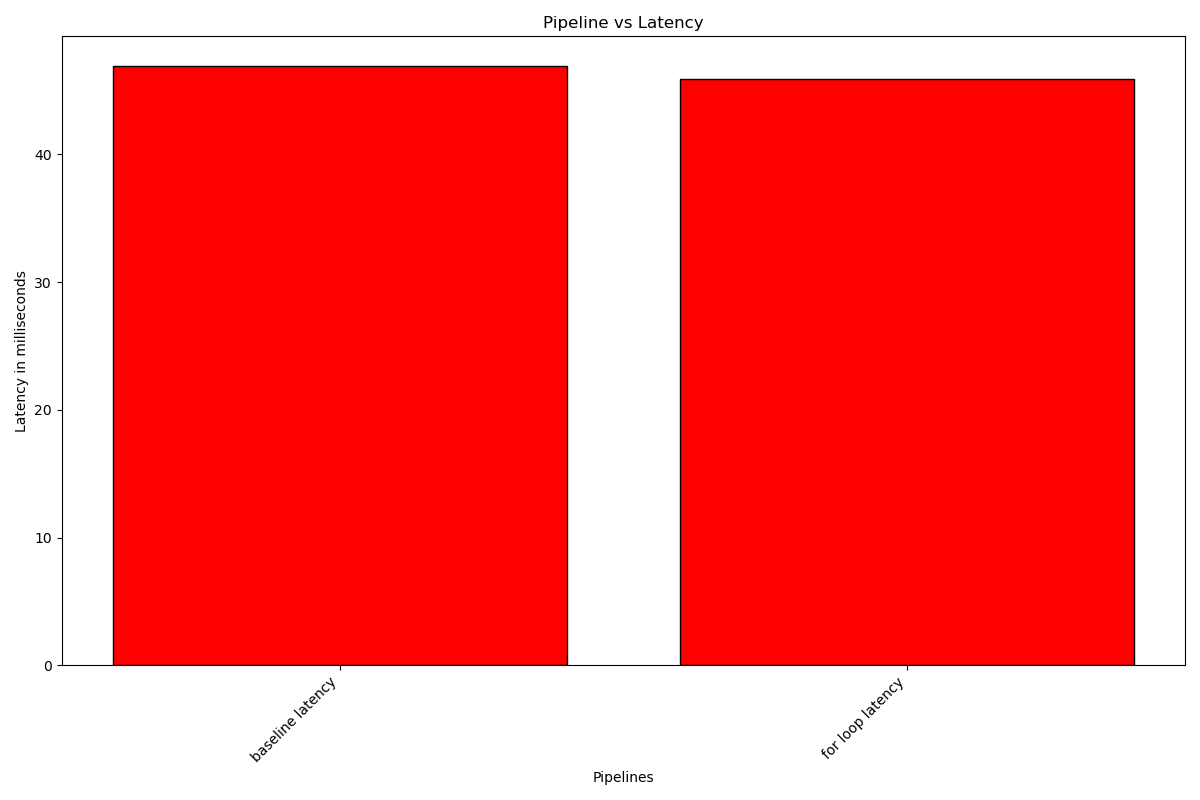 Pipeline vs Latency
Latency in milliseconds
40
30
20
10
0
baseline latency
for loop latency
Pipelines